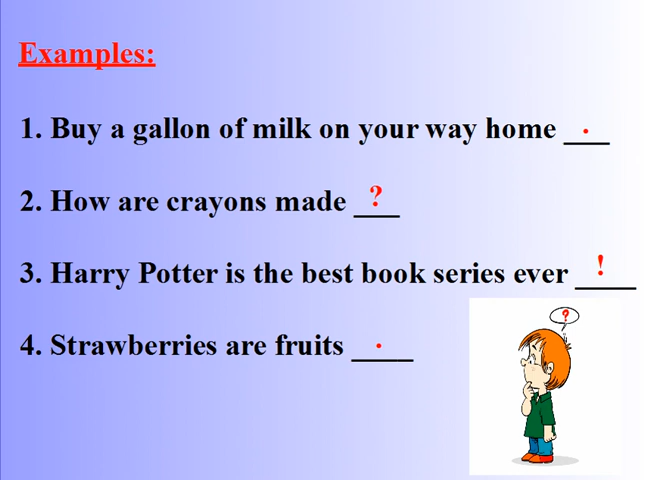 Examples:
1. Buy a gallon of milk on your way home ___.
2. How are crayons made ___?
3. Harry Potter is the best book series ever ____!
4. Strawberries are fruits ____.
?